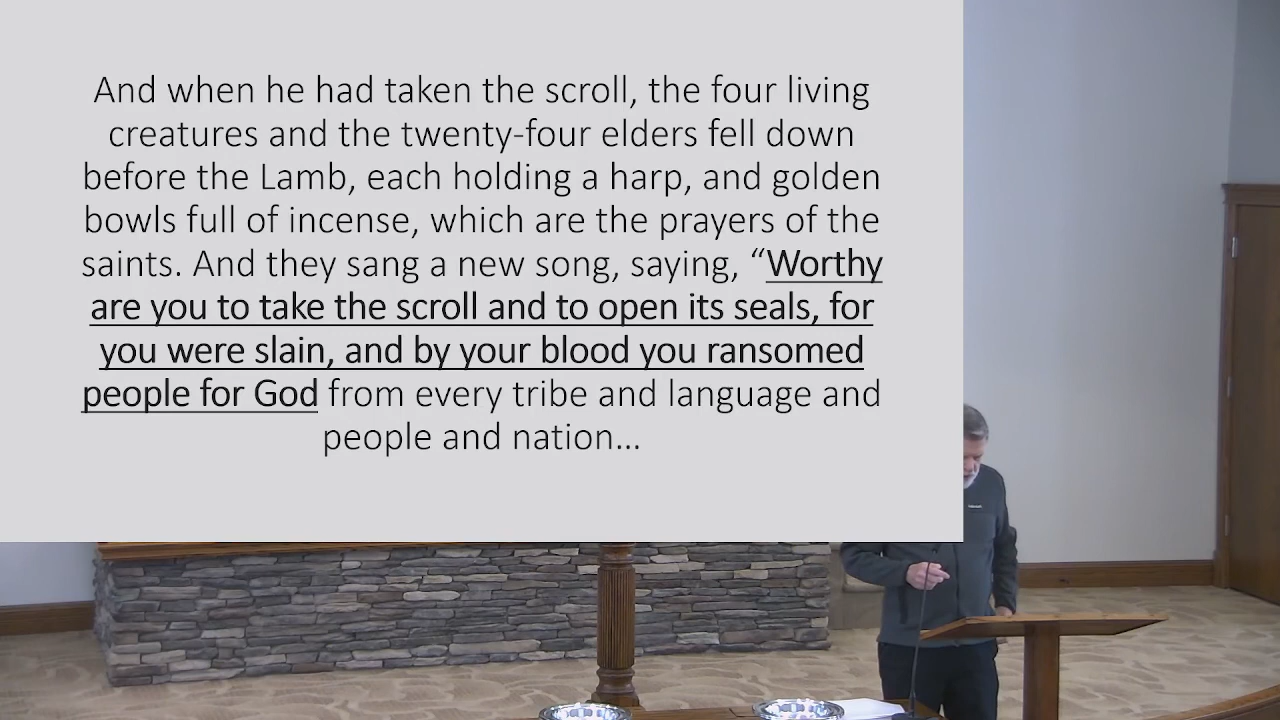 And when he had taken the scroll, the four living
creatures and the twenty-four elders fell down
before the Lamb, each holding a harp, and golden
bowls full of incense, which are the prayers of the
saints. And they sang a new song, saying, “Worthy
are you to take the scroll and to open its seals, for
you were slain, and by your blood you ransomed
people for God from every tribe and language and
people and nation...